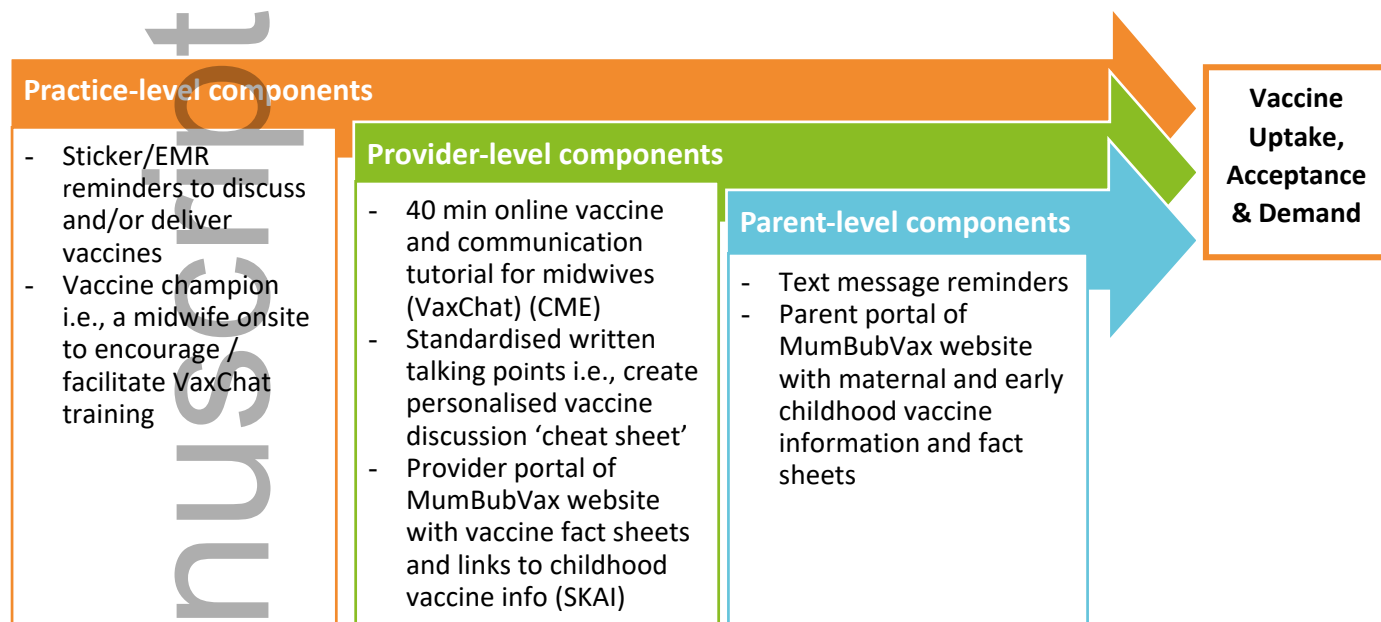 Practice-level components
- Sticker/EMR
reminders to discuss
and/or deliver
vaccines
- Vaccine champion
i.e., a midwife onsite
to encourage /
facilitate VaxChat
training
Provider-level components
- 40 min online vaccine
and communication
tutorial for midwives
(VaxChat) (CME)
- Standardised written
talking points i.e., create
personalised vaccine
discussion ‘cheat sheet’
- Provider portal of
MumBubVax website
with vaccine fact sheets
and links to childhood
vaccine info (SKAI)
Parent-level components
- Text message reminders
- Parent portal of
MumBubVax website
with maternal and early
childhood vaccine
information and fact
sheets
Vaccine
Uptake,
Acceptance
& Demand
nuscript